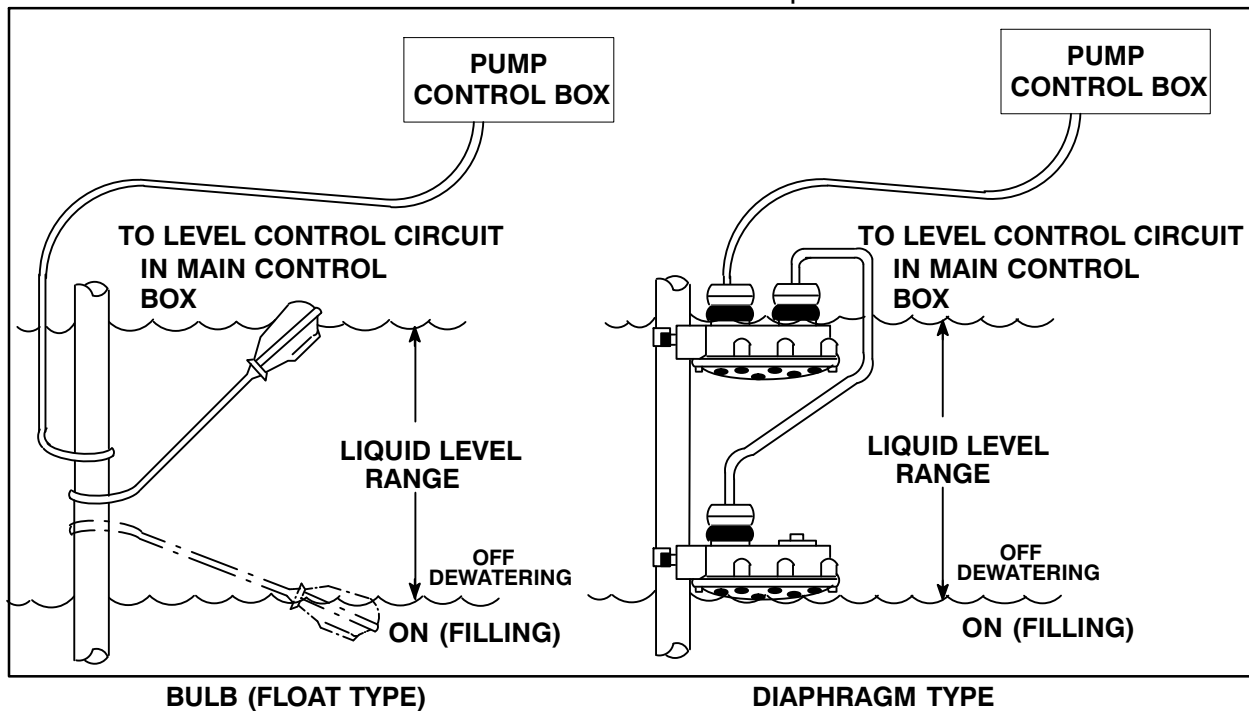 PUMP
CONTROL BOX
TO LEVEL CONTROL CIRCUIT
IN MAIN CONTROL
BOX
LIQUID LEVEL
RANGE
OFF
DEWATERING
ON (FILLING)
BULB (FLOAT TYPE)
PUMP
CONTROL BOX
TO LEVEL CONTROL CIRCUIT
IN MAIN CONTROL
BOX
LIQUID LEVEL
RANGE
OFF
DEWATERING
ON (FILLING)
DIAPHRAGM TYPE